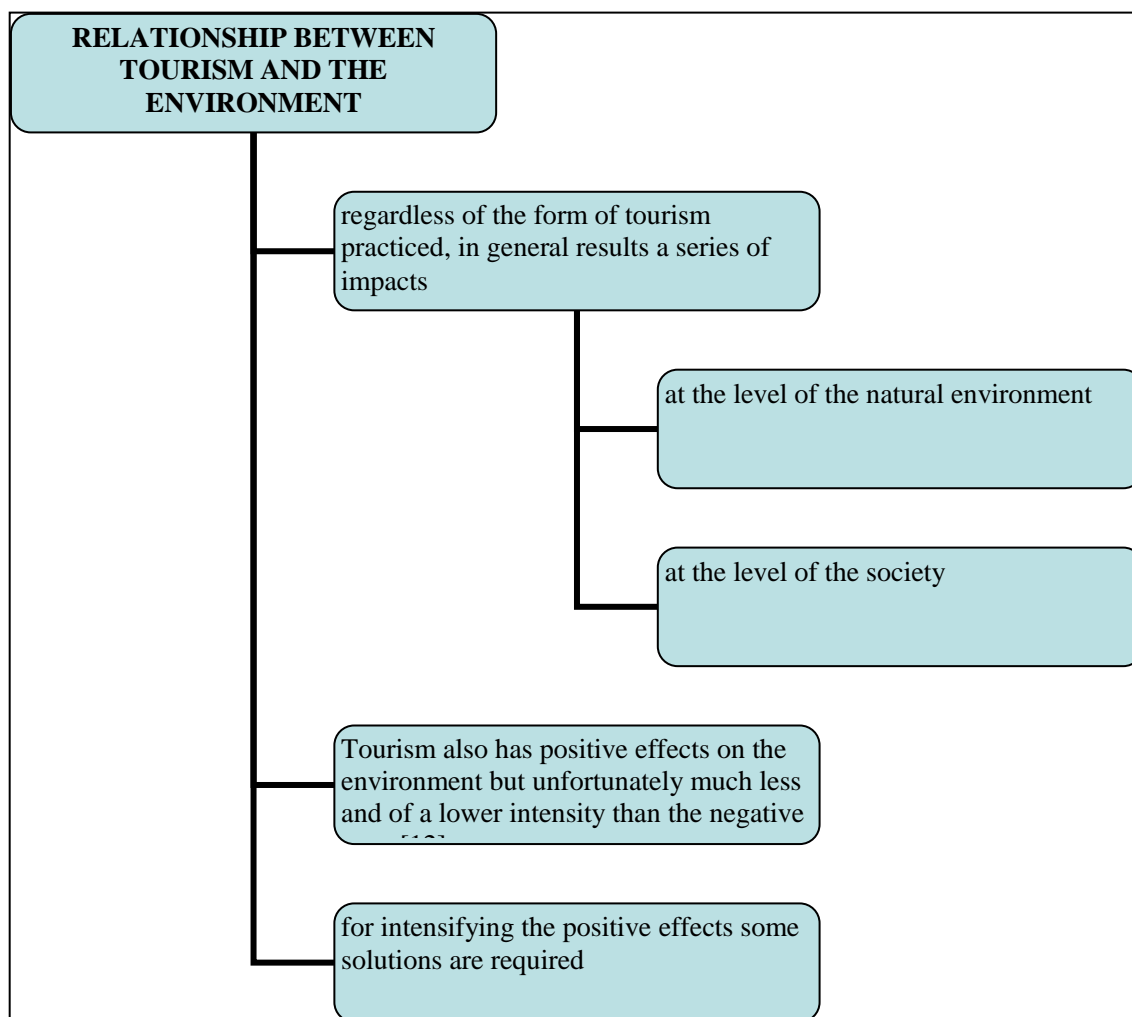 RELATIONSHIP BETWEEN
TOURISM AND THE
ENVIRONMENT
regardless of the form of tourism
practiced, in general results a series of
impacts
at the level of the natural environment
at the level of the society
Tourism also has positive effects on the
environment but unfortunately much less
and of a lower intensity than the negative
for intensifying the positive effects some
solutions are required